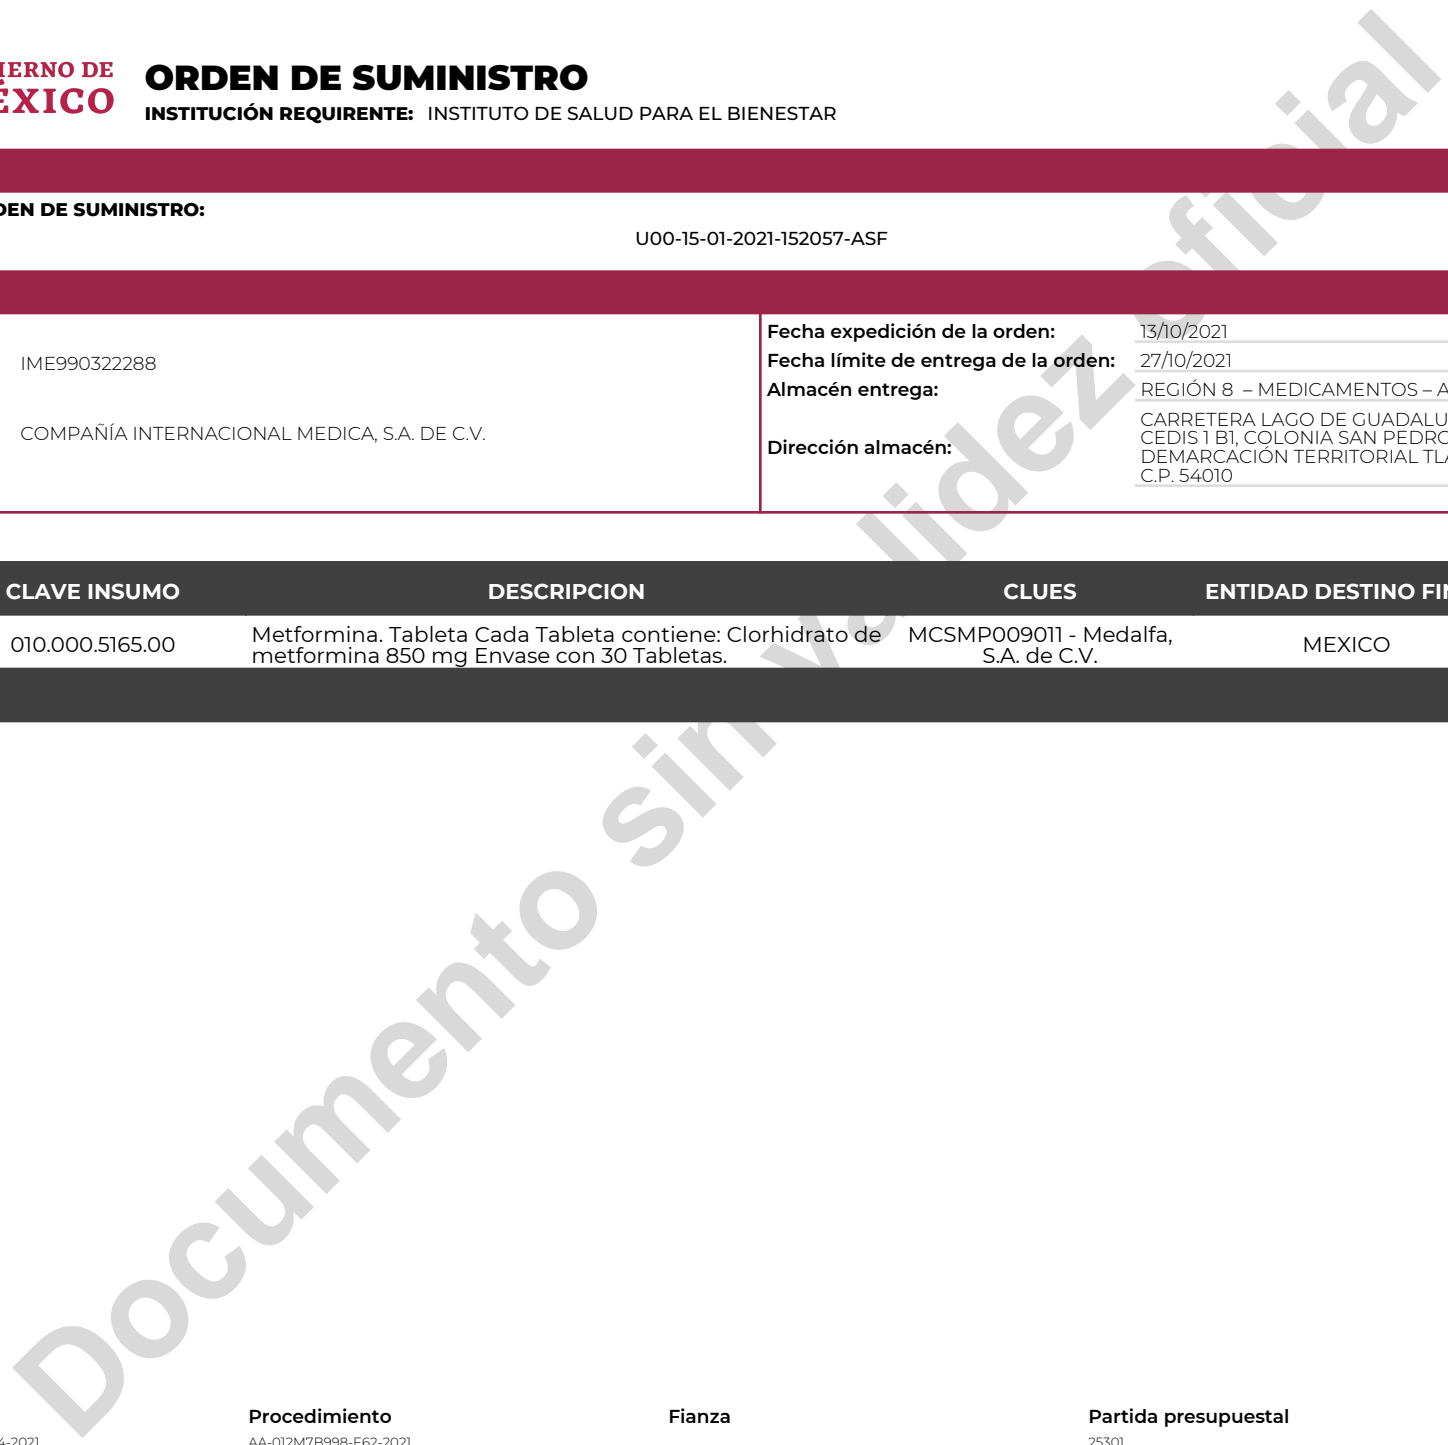 IERNO DE
ÉXICO
ORDEN DE SUMINISTRO
INSTITUCIÓN REQUIRENTE: INSTITUTO DE SALUD PARA EL BIENESTAR
DEN DE SUMINISTRO:
U00-15-01-2021-152057-ASF
IME990322288
COMPAÑÍA INTERNACIONAL MEDICA, S.A. DE C.V.
Fecha expedición de la orden: 13/10/2021
Fecha límite de entrega de la orden: 27/10/2021
Almacén entrega: REGIÓN 8 – MEDICAMENTOS – A
Dirección almacén:
CARRETERA LAGO DE GUADALU
CEDIS 1 B1, COLONIA SAN PEDRO
DEMARCACIÓN TERRITORIAL TLA
C.P. 54010
CLAVE INSUMO DESCRIPCION CLUES ENTIDAD DESTINO FIN
010.000.5165.00
Metformina. Tableta Cada Tableta contiene: Clorhidrato de
metformina 850 mg Envase con 30 Tabletas.
MCSMP009011 - Medalfa,
S.A. de C.V.
MEXICO
Documento sin validez oficial
Procedimiento Fianza Partida presupuestal
4-2021 AA-012M7B998-E62-2021 25301